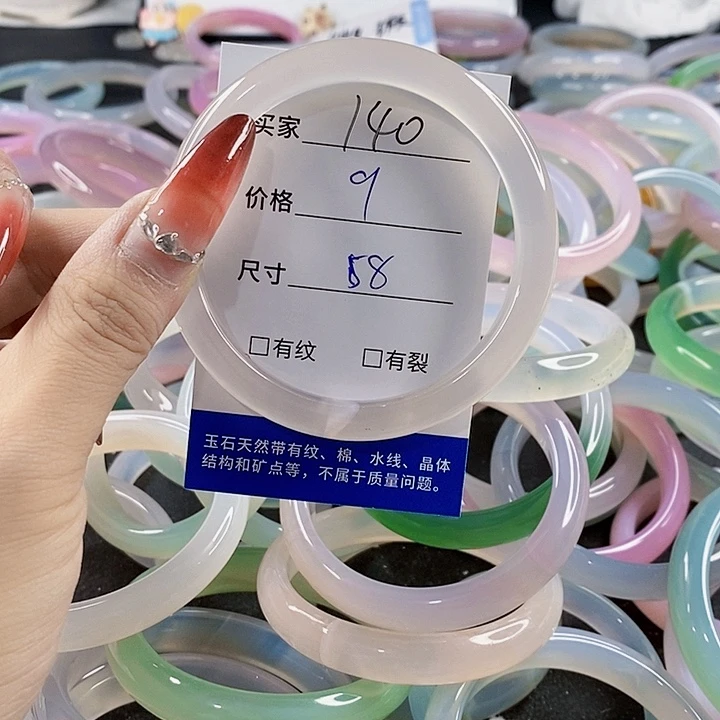 买家 140
价格 9
尺寸 58
□有纹 □有裂
玉石天然带有纹、棉、水线、晶体
结构和矿点等，不属于质量问题。